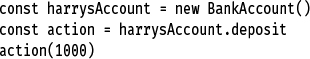 const harrysAccount = new BankAccount()
const action = harrysAccount.deposit
action(1000)